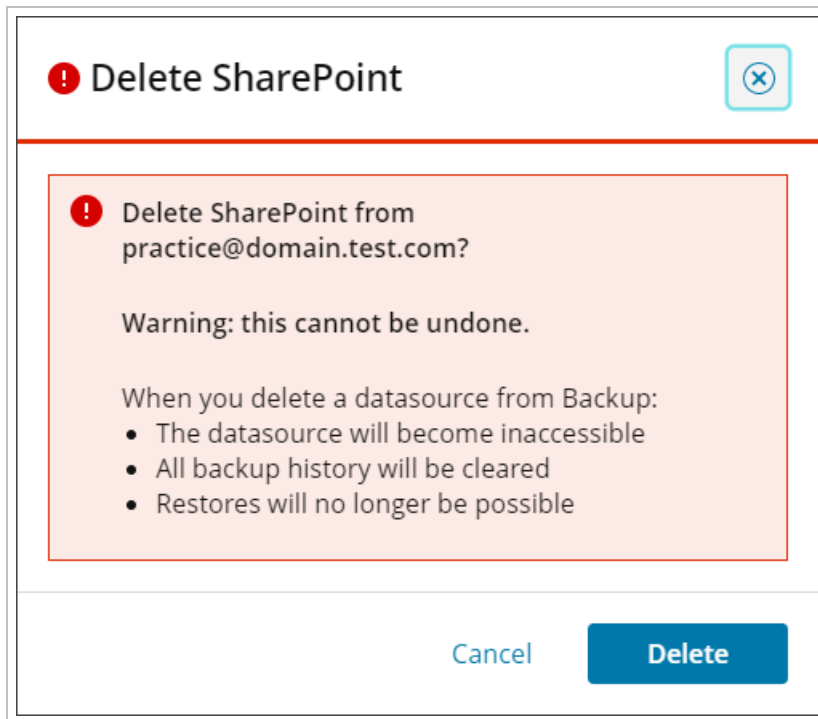 Delete SharePoint
Delete SharePoint from
practice@domain.test.com?
Warning: this cannot be undone.
When you delete a datasource from Backup:
• The datasource will become inaccessible
• All backup history will be cleared
• Restores will no longer be possible
Cancel
Delete